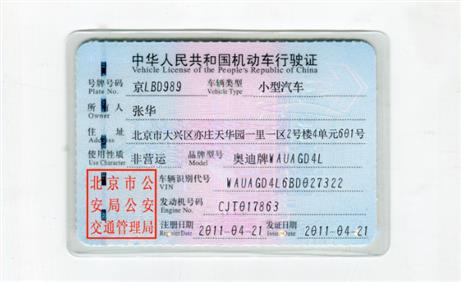 中华人民共和国机动车行驶证
Vehicle License of the People's Republic of China
号牌号码 京LBD989 车辆类型 小型汽车
Plate No. Vehicle Type
所有人 张华
Owner
住址 北京市大兴区亦庄天华园一里一区2号楼4单元601号
Address
使用性质 非营运 品牌型号 奥迪牌WAUAGD4L
Use Character Model
北京市公
安局公安
交通管理局
车辆识别代号 WAUAGD4L6BD027322
VIN
发动机号码 CJT017863
Engine No.
注册日期 2011-04-21 发证日期 2011-04-21
Register Date Issue Date